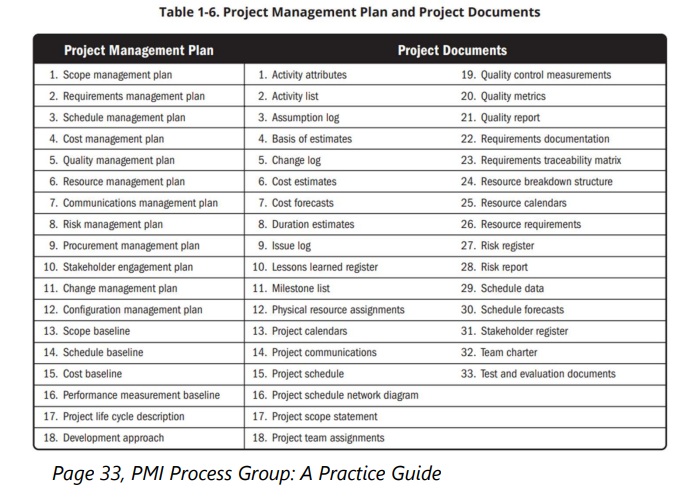 Table 1-6. Project Management Plan and Project Documents
Project Management Plan Project Documents
1. Scope management plan 1. Activity attributes 19. Quality control measurements
2. Requirements management plan 2. Activity list 20. Quality metrics
3. Schedule management plan 3. Assumption log 21. Quality report
4. Cost management plan 4. Basis of estimates 22. Requirements documentation
5. Quality management plan 5. Change log 23. Requirements traceability matrix
6. Resource management plan 6. Cost estimates 24. Resource breakdown structure
7. Communications management plan 7. Cost forecasts 25. Resource calendars
8. Risk management plan 8. Duration estimates 26. Resource requirements
9. Procurement management plan 9. Issue log 27. Risk register
10. Stakeholder engagement plan 10. Lessons learned register 28. Risk report
11. Change management plan 11. Milestone list 29. Schedule data
12. Configuration management plan 12. Physical resource assignments 30. Schedule forecasts
13. Scope baseline 13. Project calendars 31. Stakeholder register
14. Schedule baseline 14. Project communications 32. Team charter
15. Cost baseline 15. Project schedule 33. Test and evaluation documents
16. Performance measurement baseline 16. Project schedule network diagram
17. Project life cycle description 17. Project scope statement
18. Development approach 18. Project team assignments
Page 33, PMI Process Group: A Practice Guide